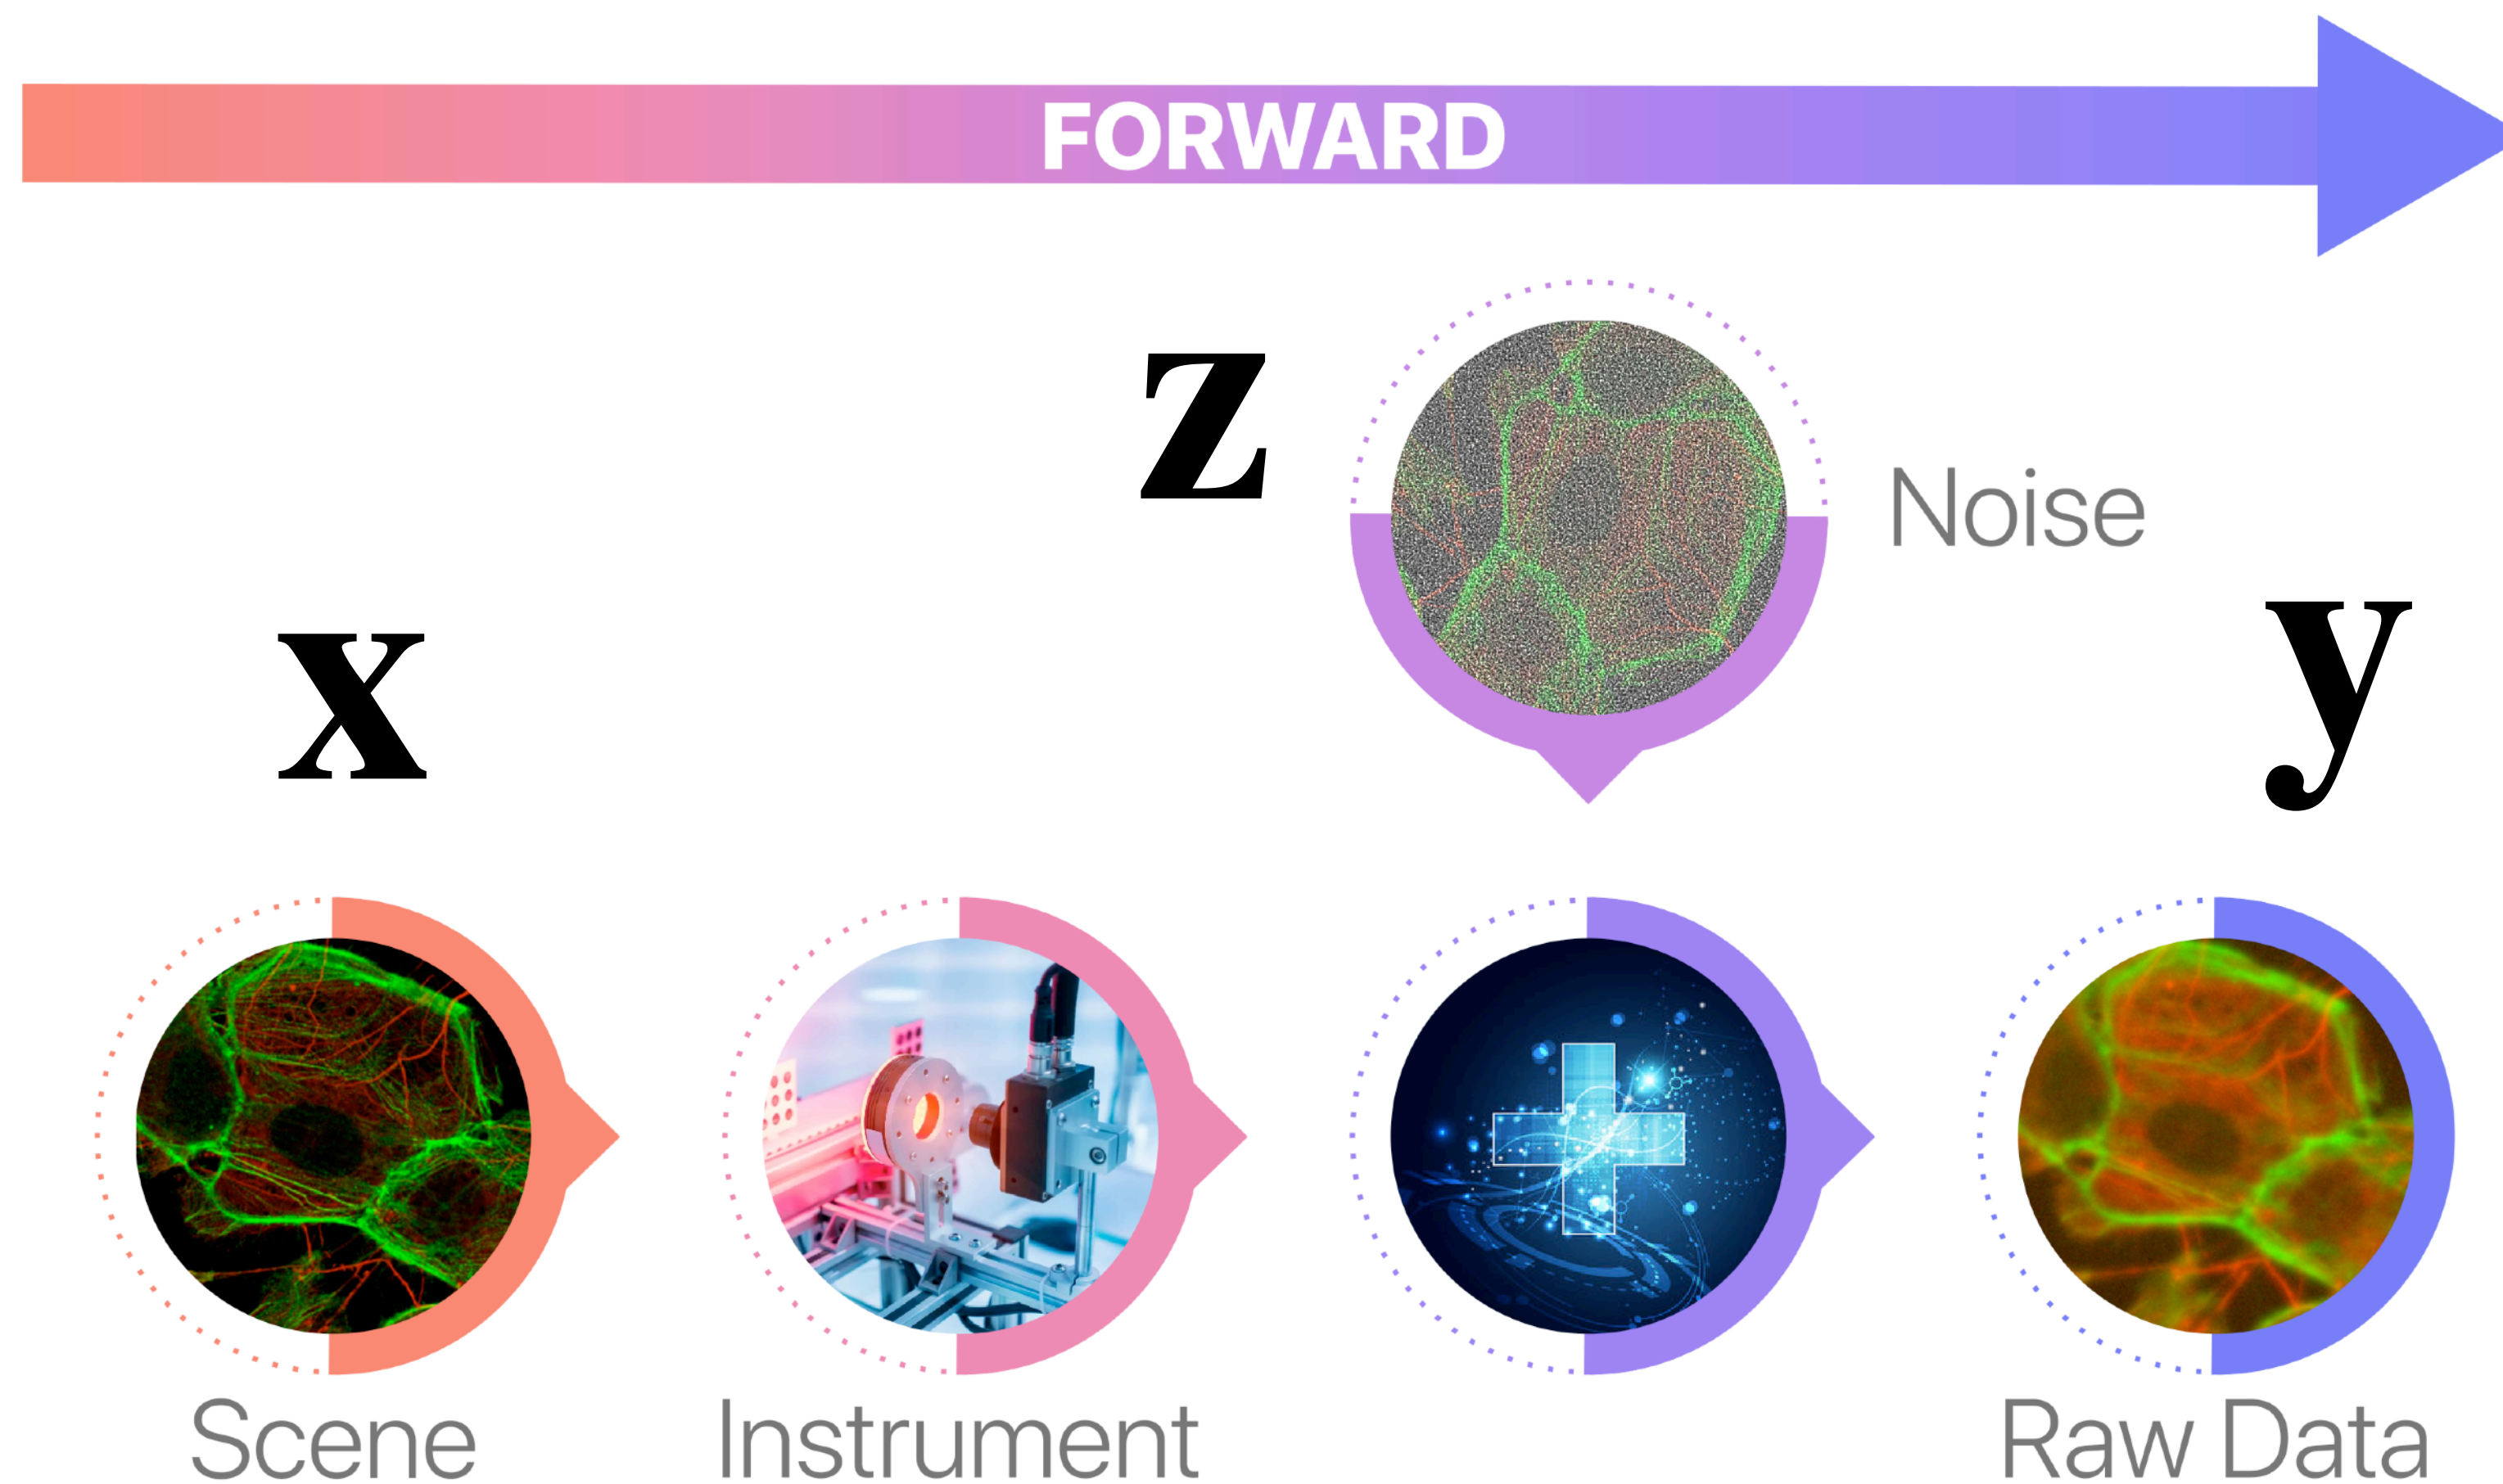 FORWARD
z
Noise
x
y
Scene
Instrument
Raw Data